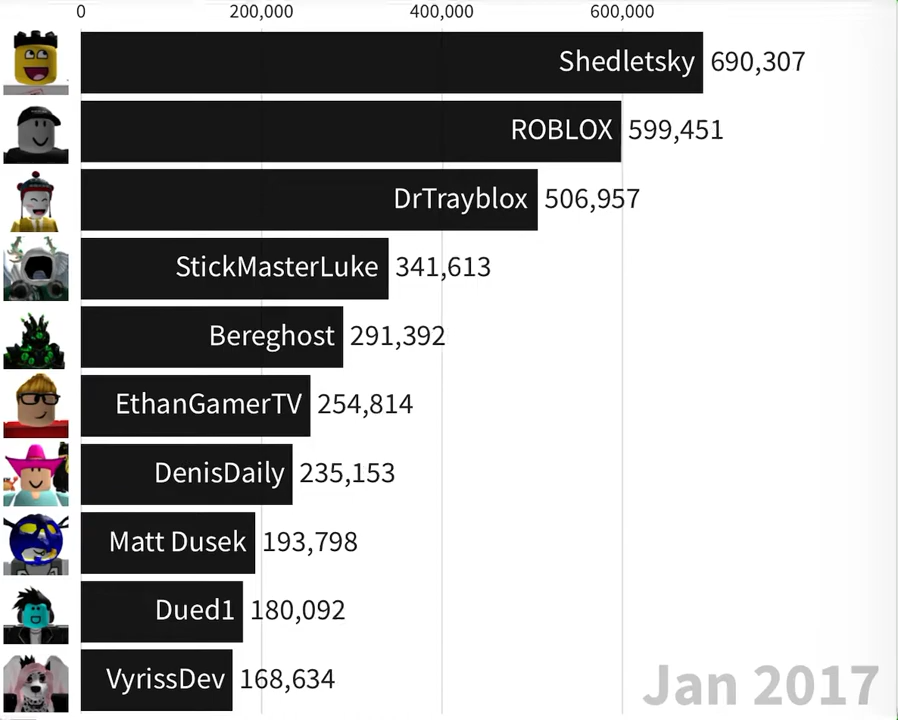 0 200,000 400,000 600,000
Shedletsky 690,307
ROBLOX 599,451
DrTrayblox 506,957
StickMasterLuke 341,613
Bereghost 291,392
EthanGamerTV 254,814
DenisDaily 235,153
Matt Dusek 193,798
Dued1 180,092
VyrissDev 168,634
Jan 2017